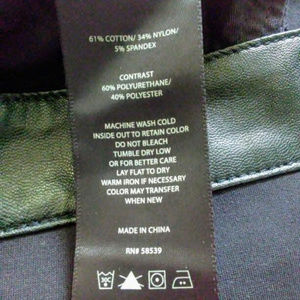 61% COTTON/ 34% NYLON/
5% SPANDEX
CONTRAST
60% POLYURETHANE/
40% POLYESTER
MACHINE WASH COLD
INSIDE OUT TO RETAIN COLOR
DO NOT BLEACH
TUMBLE DRY LOW
OR FOR BETTER CARE
LAY FLAT TO DRY
WARM IRON IF NECESSARY
COLOR MAY TRANSFER
WHEN NEW
MADE IN CHINA
RN# 58539